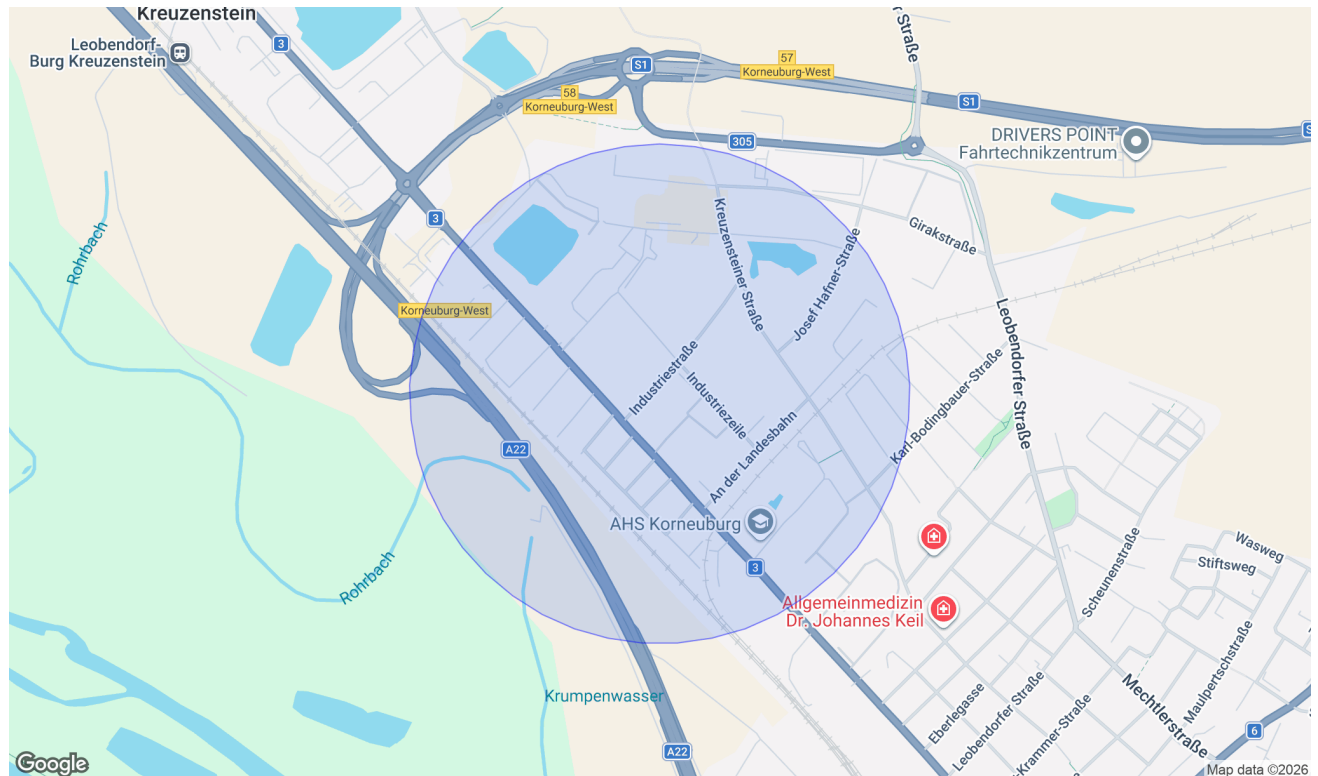 Kreuzenstein
Leobendorf-
Burg Kreuzenstein
3
S1
57
Korneuburg-West
58
Korneuburg-West
S1
305
DRIVERS POINT
Fahrtechnikzentrum
r Straße
3
Rohrbach
Kreuzensteiner Straße
Girakstraße
Josef Hafner-Straße
Korneuburg-West
Leobendorfer Straße
Industriestraße
Industriezeile
An der Landesbahn
Karl-Bodingbauer-Straße
A22
AHS Korneuburg
3
Rohrbach
Allgemeinmedizin
Dr. Johannes Keil
Scheunenstraße
Wasweg
Stiftsweg
Maulpertschstraße
Mechtlerstraße
Eberlegasse
Leobendorfer Straße
-Krammer-Straße
Krumpenwasser
6
A22
Google
Map data ©2026